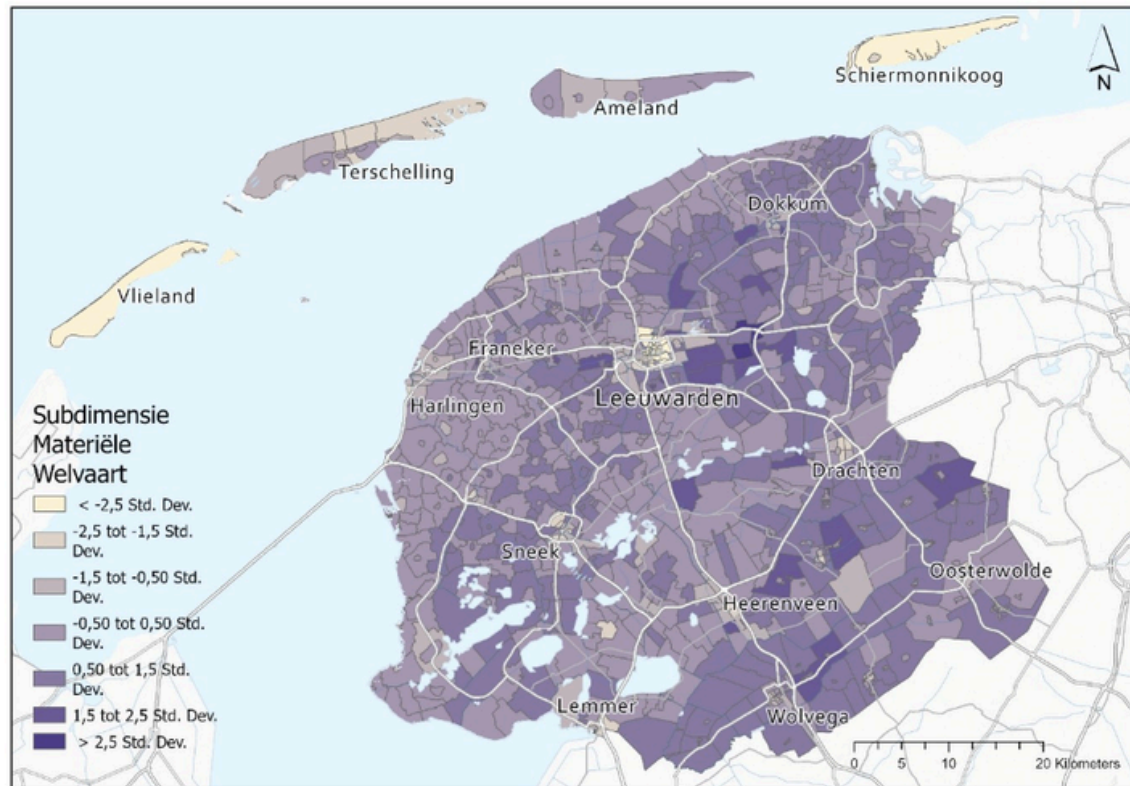 Schiermonnikoog
N
Ameland
Terschelling
Dokkum
Vlieland
Franeker
Leeuwarden
Harlingen
Subdimensie
Materiële
Welvaart
< -2,5 Std. Dev.
-2,5 tot -1,5 Std.
Dev.
-1,5 tot -0,50 Std.
Dev.
-0,50 tot 0,50 Std.
Dev.
0,50 tot 1,5 Std.
Dev.
1,5 tot 2,5 Std. Dev.
> 2,5 Std. Dev.
Drachten
Sneek
Oosterwolde
Heerenveen
Lemmer
Wolvega
0 5 10 20 Kilometers